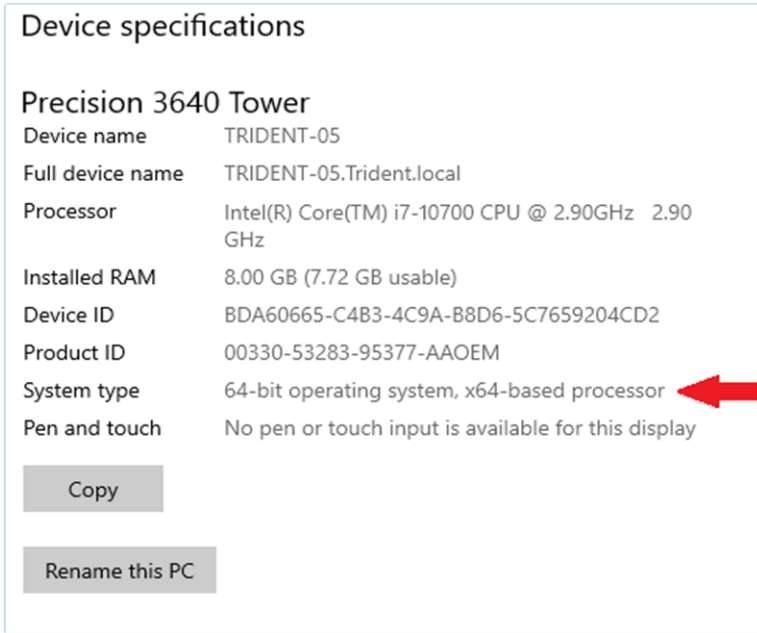 Device specifications
Precision 3640 Tower
Device name TRIDENT-05
Full device name TRIDENT-05.Trident.local
Processor Intel(R) Core(TM) i7-10700 CPU @ 2.90GHz 2.90
GHz
Installed RAM 8.00 GB (7.72 GB usable)
Device ID BDA60665-C4B3-4C9A-B8D6-5C7659204CD2
Product ID 00330-53283-95377-AAOEM
System type 64-bit operating system, x64-based processor
Pen and touch No pen or touch input is available for this display
Copy
Rename this PC